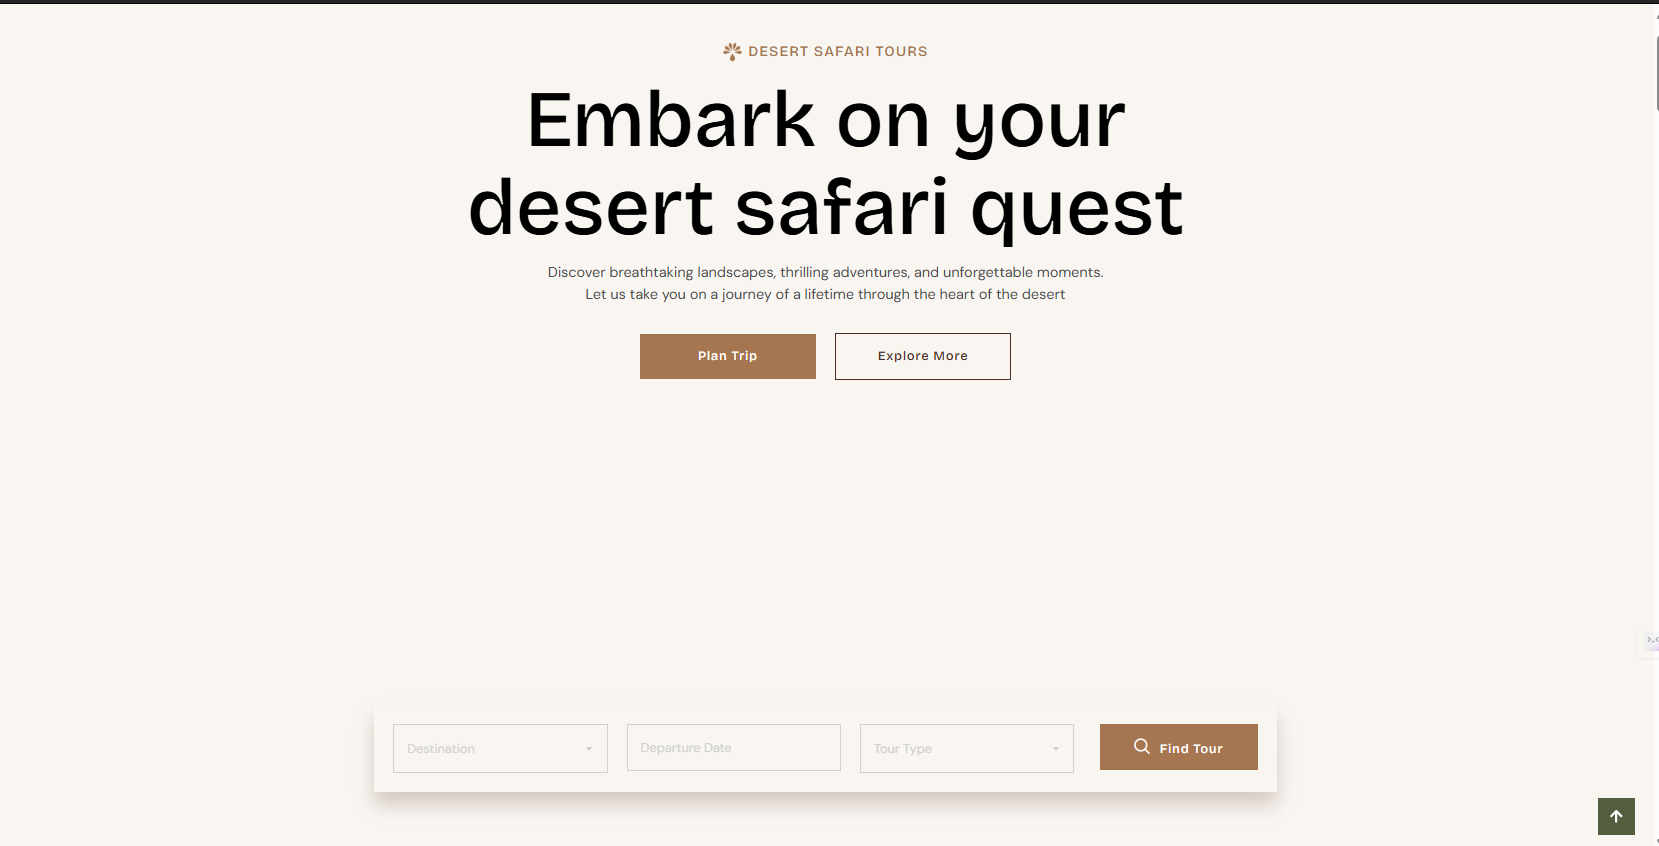 DESERT SAFARI TOURS
Embark on your
desert safari quest
Discover breathtaking landscapes, thrilling adventures, and unforgettable moments.
Let us take you on a journey of a lifetime through the heart of the desert
Plan Trip
Explore More
Destination
Departure Date
Tour Type
Find Tour